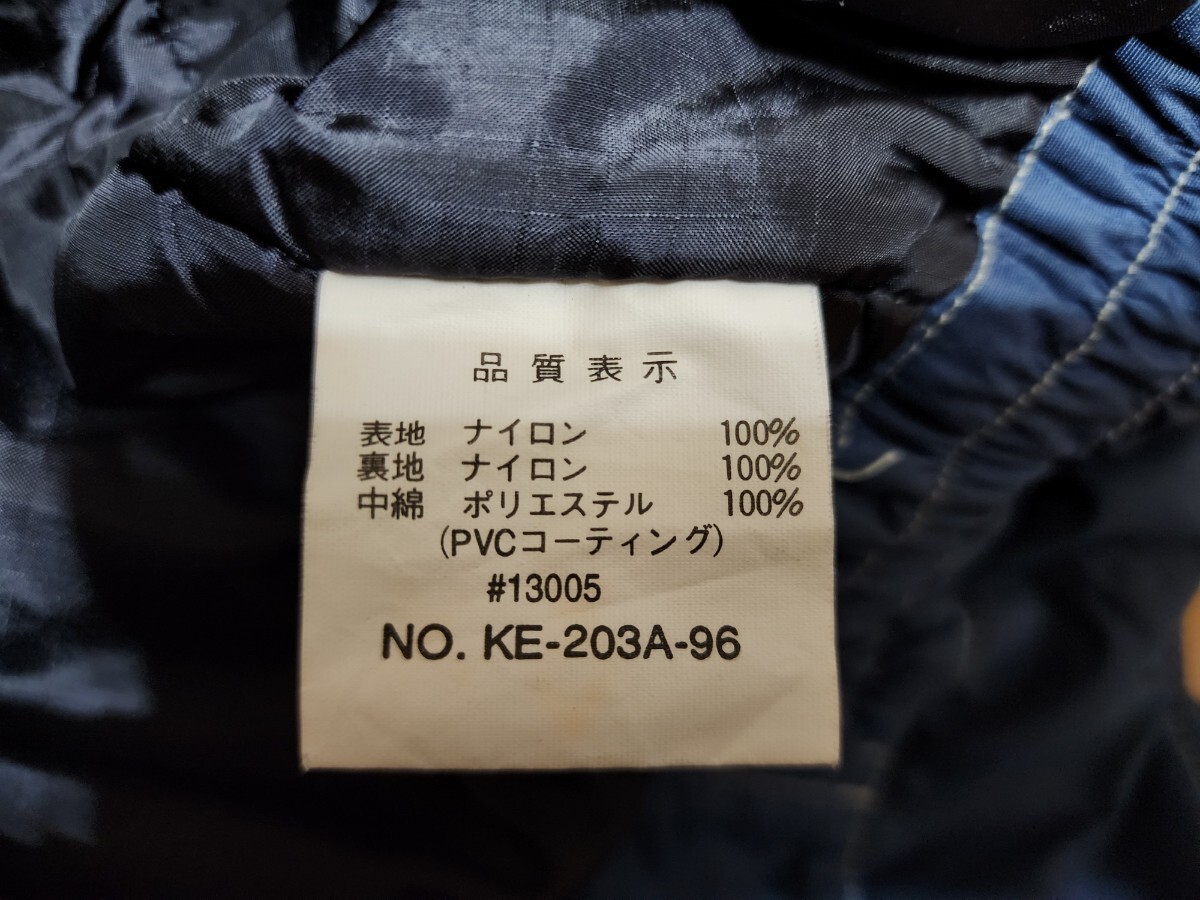 品質表示
表地 ナイロン 100%
裏地 ナイロン 100%
中綿 ポリエステル 100%
(PVCコーティング)
#13005
NO. KE-203A-96